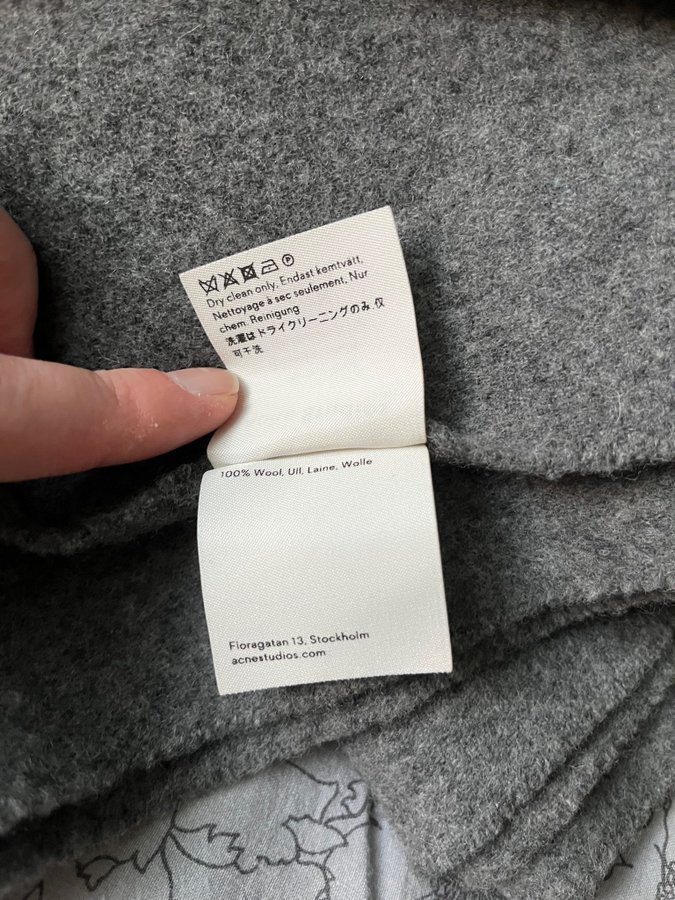 Dry clean only, Endast kemtvätt,
Nettoyage à sec seulement, Nur
chem. Reinigung
洗濯はドライクリーニングのみ.仅
可干洗
100% Wool, Ull, Laine, Wolle
Floragatan 13, Stockholm
acnestudios.com